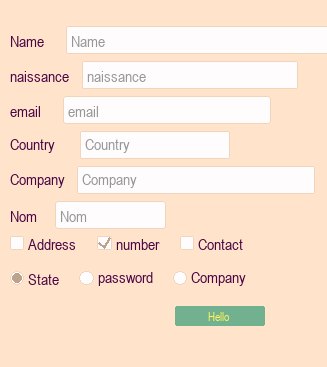 Name Name
naissance naissance
email email
Country Country
Company Company
Nom Nom
Address number Contact
State password Company
Hello